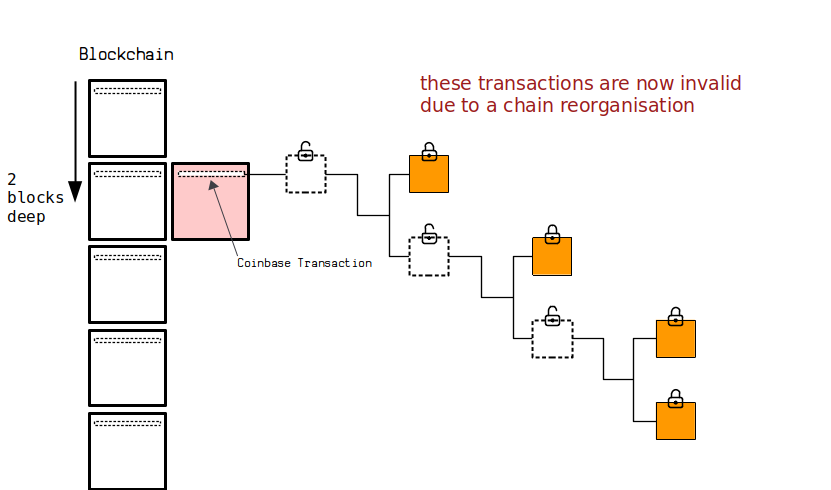 Blockchain
these transactions are now invalid
due to a chain reorganisation
2
blocks
deep
Coinbase Transaction